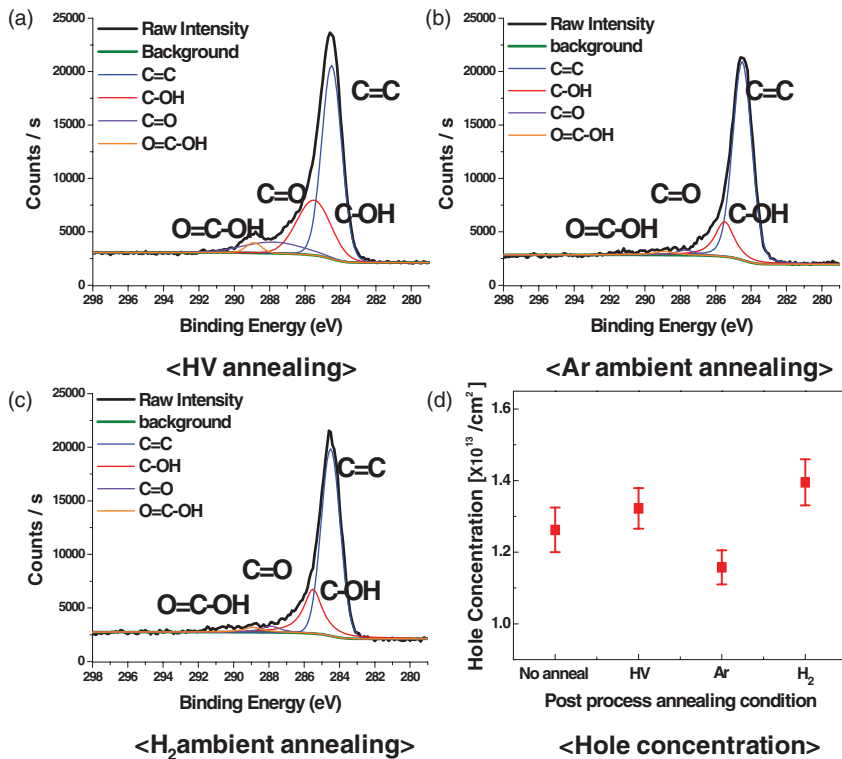 (a)
Raw Intensity
Background
C=C
C-OH
C=O
O=C-OH
C=C
C=O
O=C-OH
C-OH
25000
20000
15000
10000
5000
0
Counts / s
298 296 294 292 290 288 286 284 282 280
Binding Energy (eV)
<HV annealing>
(b)
Raw Intensity
background
C=C
C-OH
C=O
O=C-OH
C=C
C=O
C-OH
O=C-OH
25000
20000
15000
10000
5000
0
Counts / s
298 296 294 292 290 288 286 284 282 280
Binding Energy (eV)
<Ar ambient annealing>
(c)
Raw Intensity
background
C=C
C-OH
C=O
O=C-OH
C=C
C=O
C-OH
O=C-OH
25000
20000
15000
10000
5000
0
Counts / s
298 296 294 292 290 288 286 284 282 280
Binding Energy (eV)
<H₂ambient annealing>
(d)
1.6
1.4
1.2
1.0
Hole Concentration [X10¹³/cm²]
No anneal HV Ar H₂
Post process annealing condition
<Hole concentration>